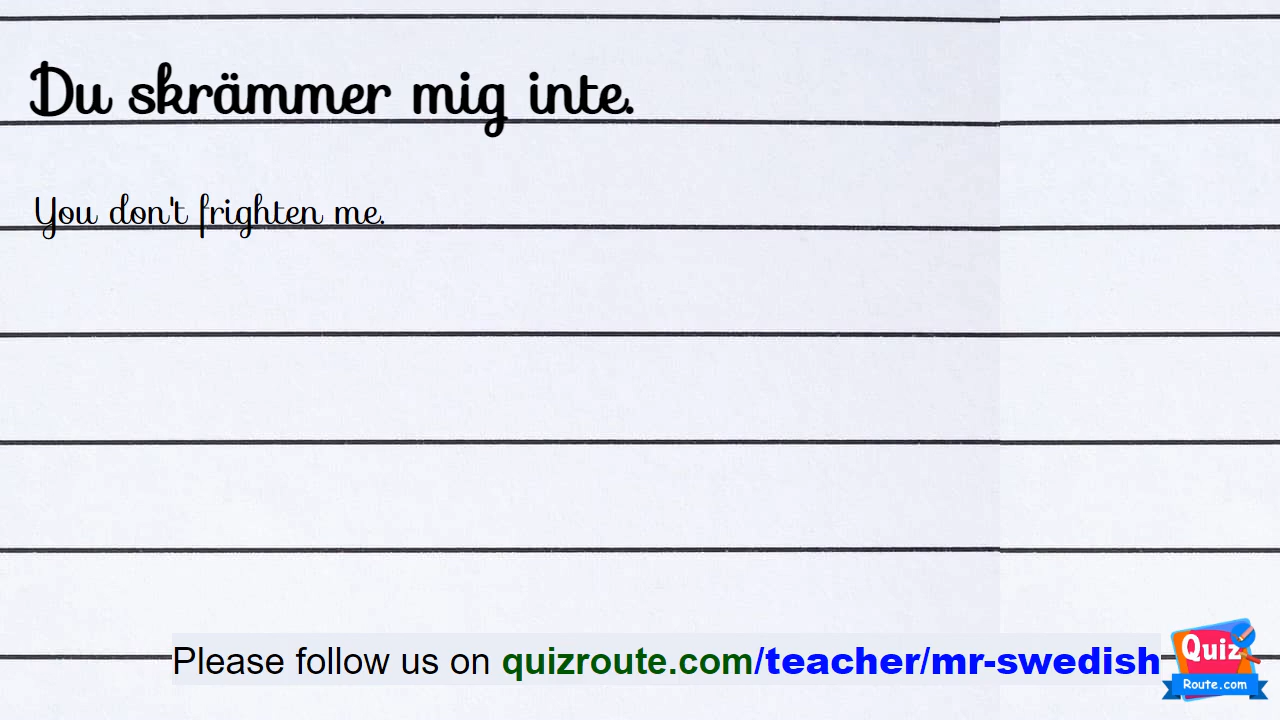 Du skrämmer mig inte.
You don't frighten me.
Please follow us on quizroute.com/teacher/mr-swedish
Quiz
Route.com